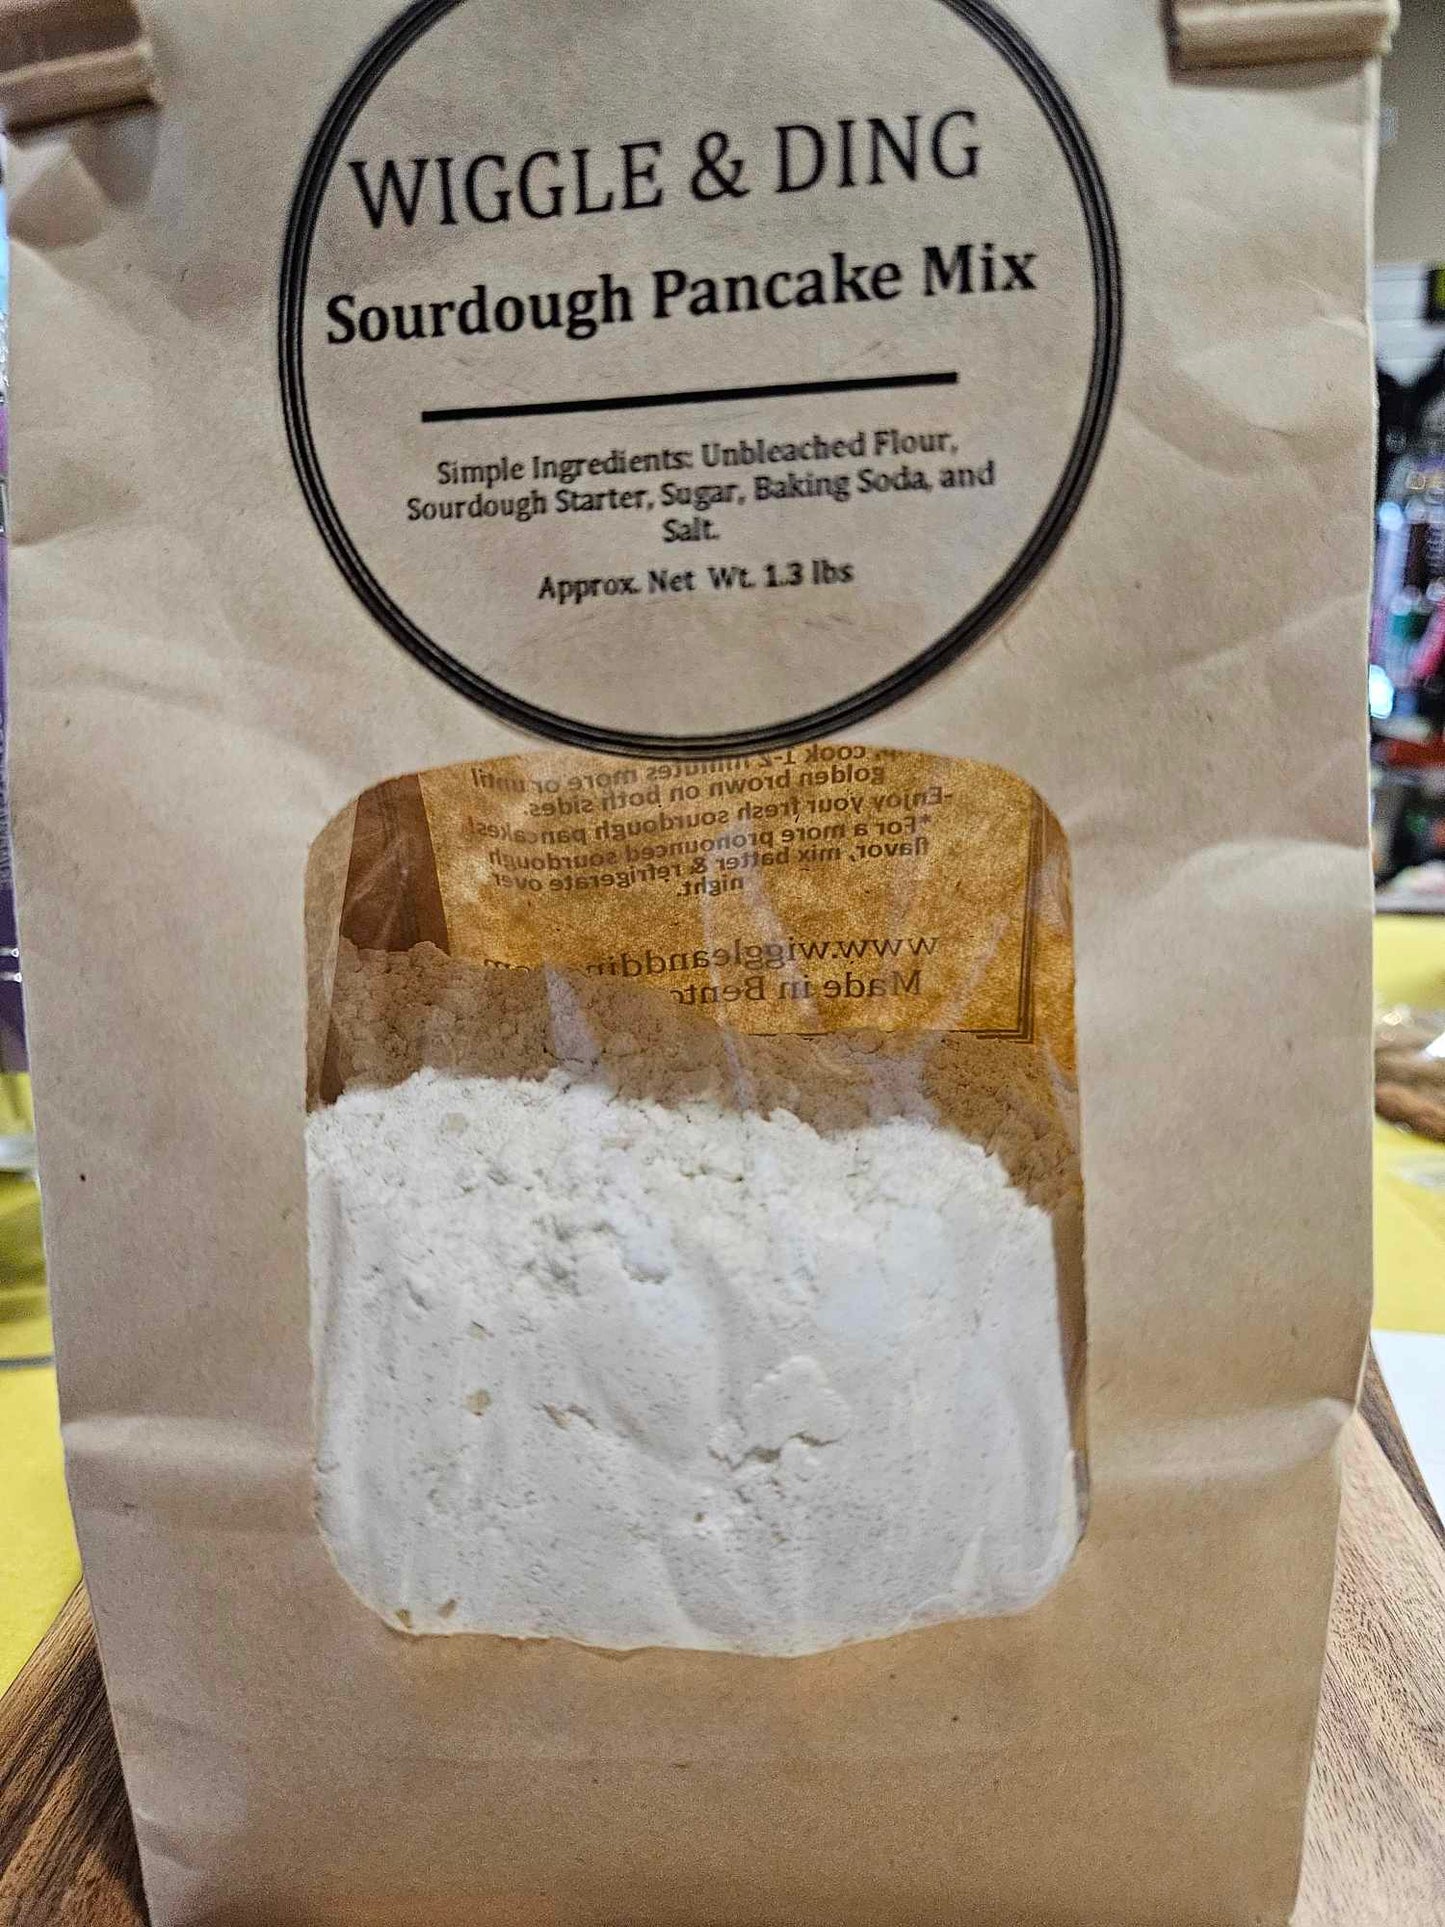 WIGGLE & DING
Sourdough Pancake Mix
Simple Ingredients: Unbleached Flour,
Sourdough Starter, Sugar, Baking Soda, and
Salt.
Approx. Net Wt. 1.3 lbs
cook 1-2 minutes more or until
golden brown on both sides.
-Enjoy your fresh sourdough pancakes!
*For a more pronounced sourdough
flavor, mix batter & refrigerate over
night.
www.wiggleandding
Made in